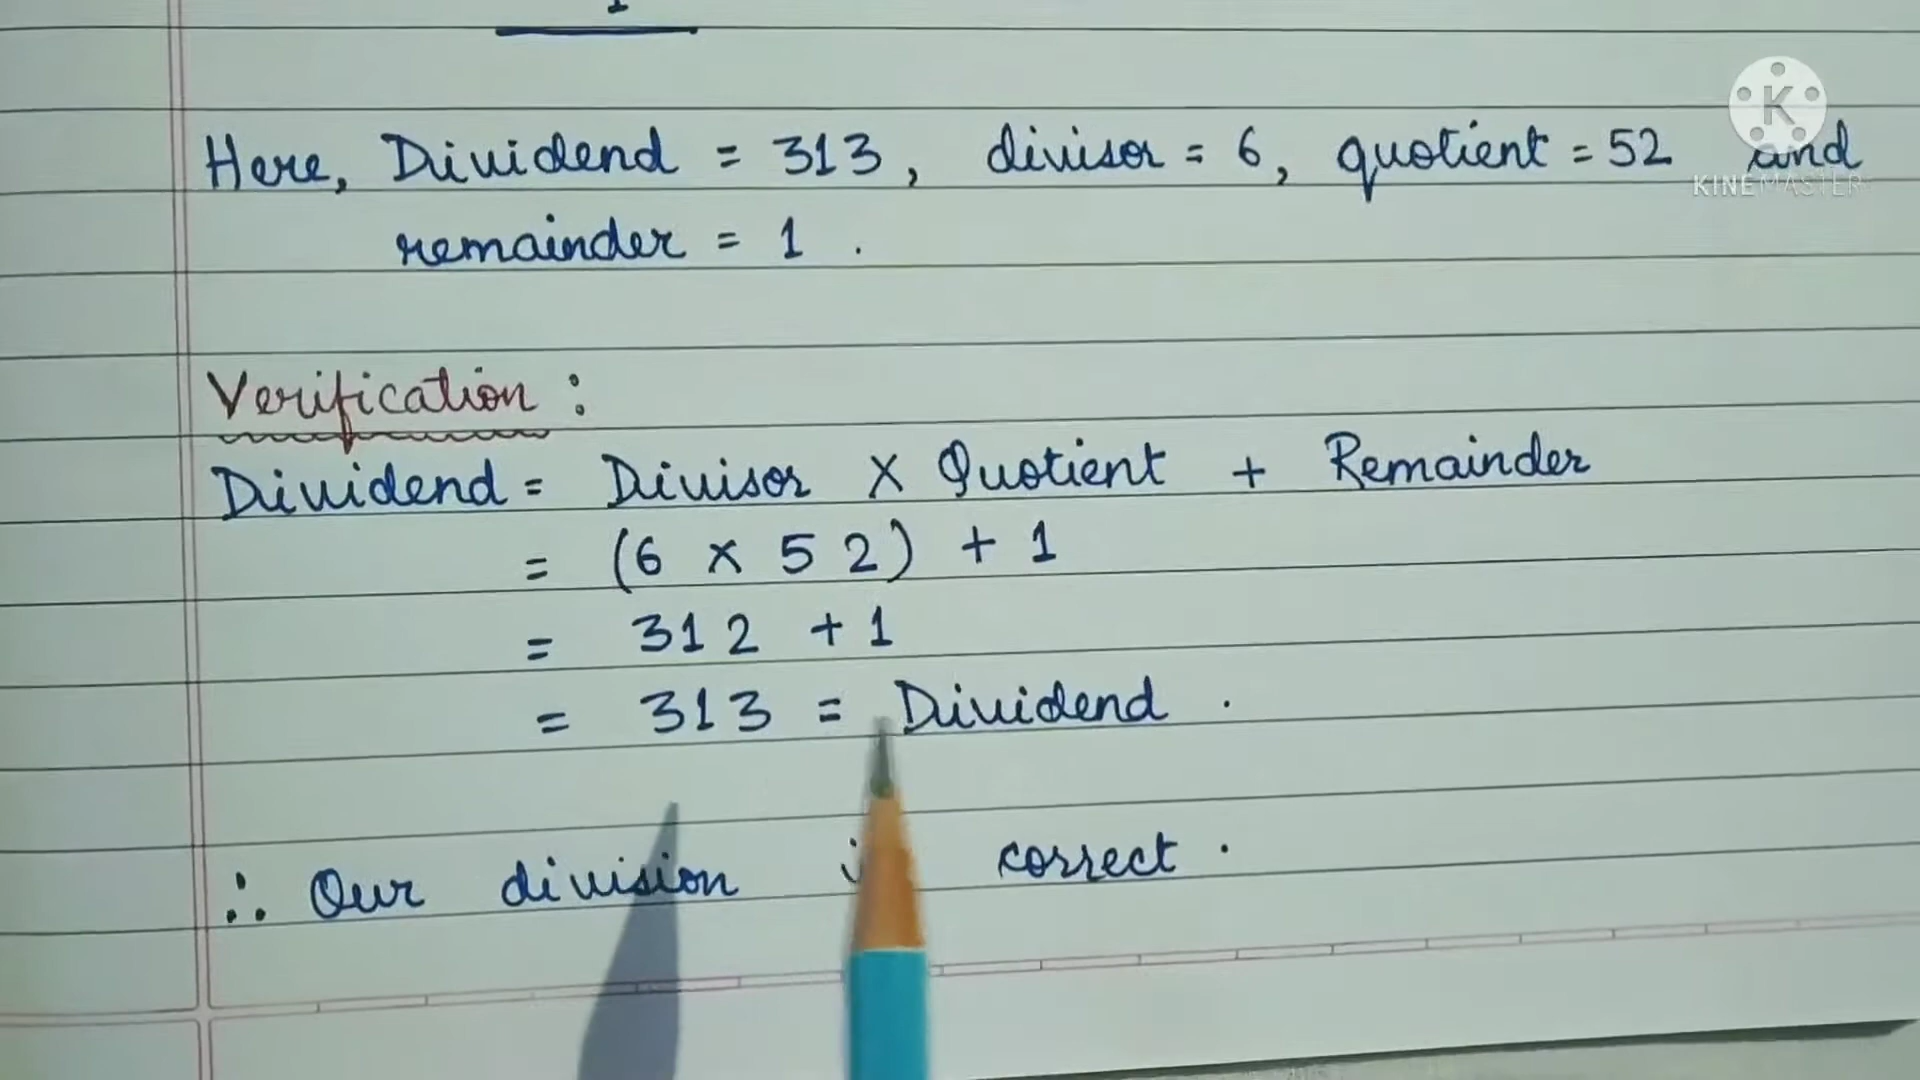 1
Here, Dividend = 313, divisor = 6, quotient = 52 and
remainder = 1 .
Verification :
Dividend = Divisor X Quotient + Remainder
= (6 x 52) + 1
= 312 + 1
= 313 = Dividend .
∴ Our division correct .
K
KINEMASTER